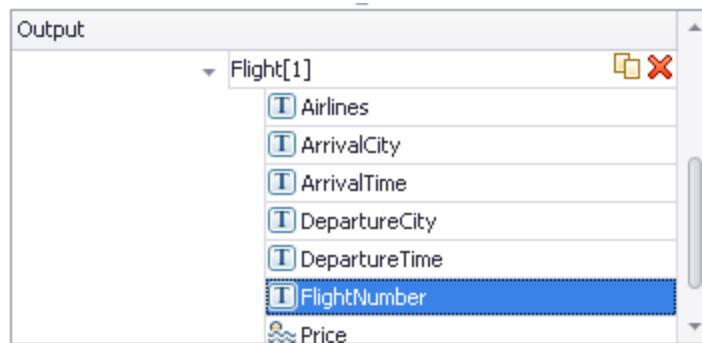 Output
Flight[1]
Airlines
ArrivalCity
ArrivalTime
DepartureCity
DepartureTime
FlightNumber
Price